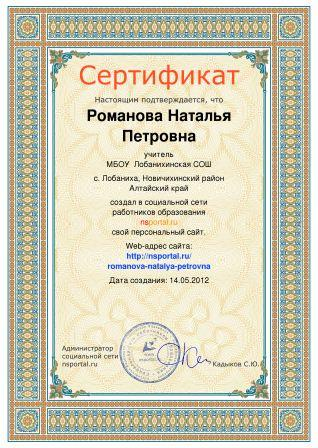 Сертификат
Настоящим подтверждается, что
Романова Наталья
Петровна
учитель
МБОУ Лобанихинская СОШ
с. Лобаниха, Новичихинский район
Алтайский край
создал в социальной сети
работников образования
nsportal.ru
свой персональный сайт.
Web-адрес сайта:
http://nsportal.ru/
romanova-natalya-petrovna
Дата создания: 14.05.2012
Администратор
социальной сети
nsportal.ru
Кадыков С.Ю.